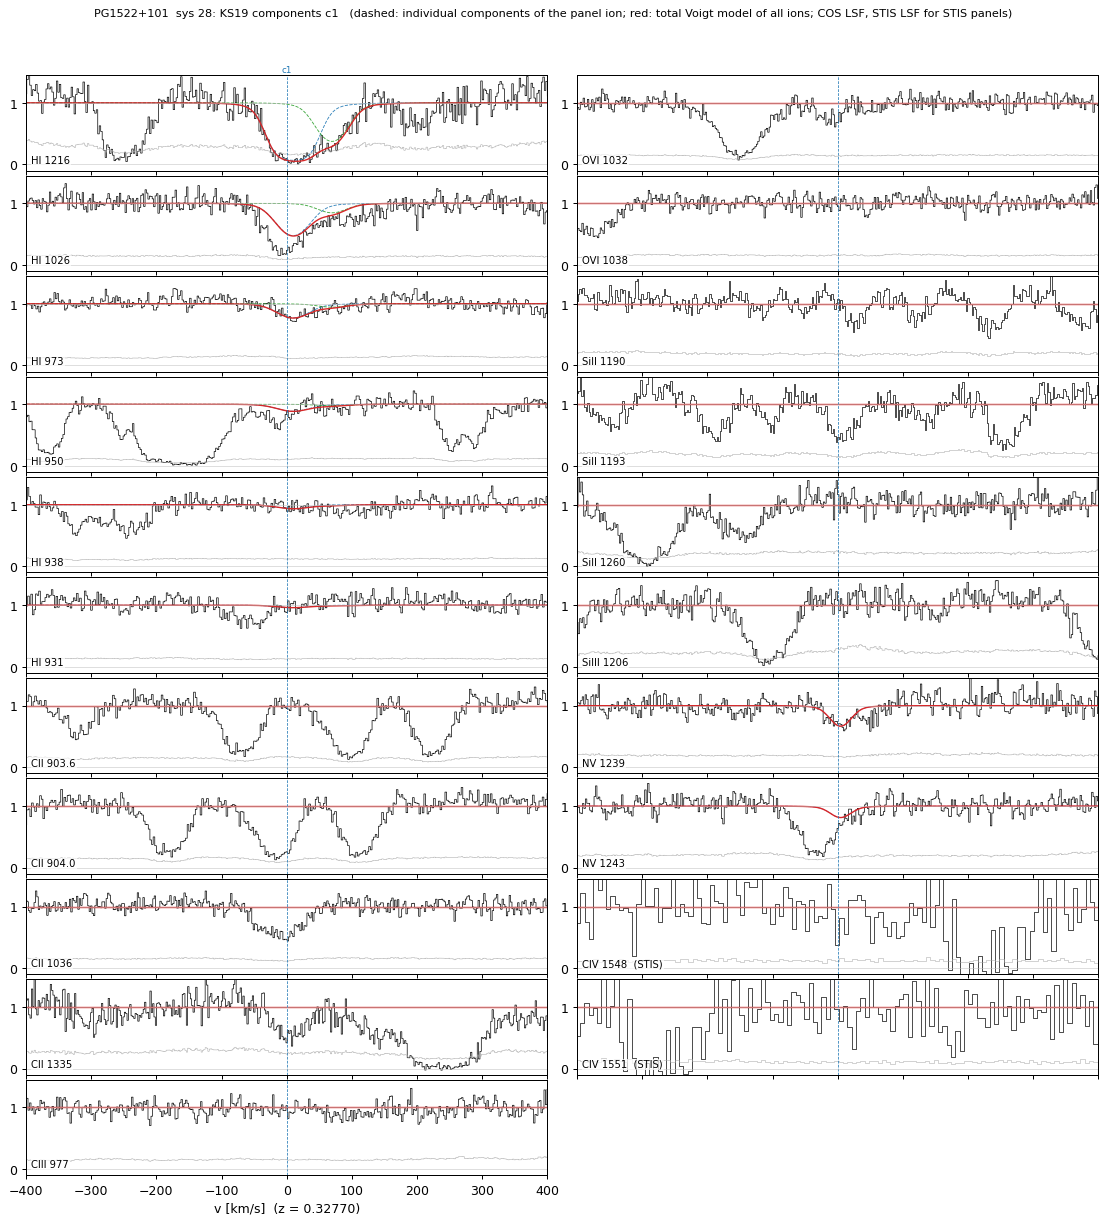 PG1522+101  sys 28: KS19 components c1   (dashed: individual components of the panel ion; red: total Voigt model of all ions; COS LSF, STIS LSF for STIS panels)
c1
1
0
HI 1216
1
0
HI 1026
1
0
HI 973
1
0
HI 950
1
0
HI 938
1
0
HI 931
1
0
CII 903.6
1
0
CII 904.0
1
0
CII 1036
1
0
CII 1335
1
0
CIII 977
−400 −300 −200 −100 0 100 200 300 400
v [km/s]  (z = 0.32770)
1
0
OVI 1032
1
0
OVI 1038
1
0
SiII 1190
1
0
SiII 1193
1
0
SiII 1260
1
0
SiIII 1206
1
0
NV 1239
1
0
NV 1243
1
0
CIV 1548  (STIS)
1
0
CIV 1551  (STIS)